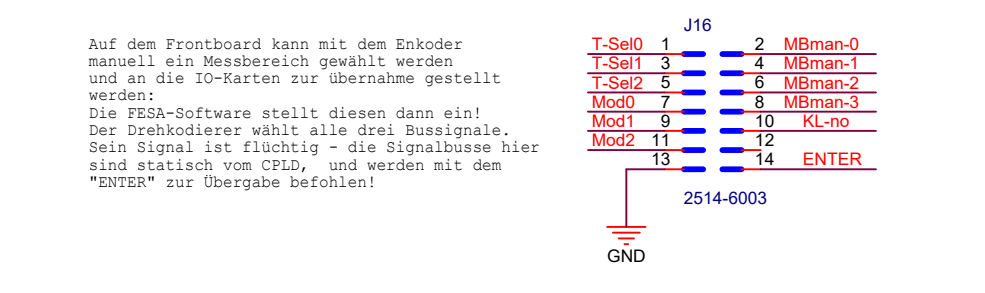 Auf dem Frontboard kann mit dem Enkoder
manuell ein Messbereich gewählt werden
und an die IO-Karten zur übernahme gestellt
werden:
Die FESA-Software stellt diesen dann ein!
Der Drehkodierer wählt alle drei Bussignale.
Sein Signal ist flüchtig - die Signalbusse hier
sind statisch vom CPLD,  und werden mit dem
"ENTER" zur Übergabe befohlen!
J16
T-Sel0 1 2 MBman-0
T-Sel1 3 4 MBman-1
T-Sel2 5 6 MBman-2
Mod0 7 8 MBman-3
Mod1 9 10 KL-no
Mod2 11 12
13 14 ENTER
2514-6003
GND